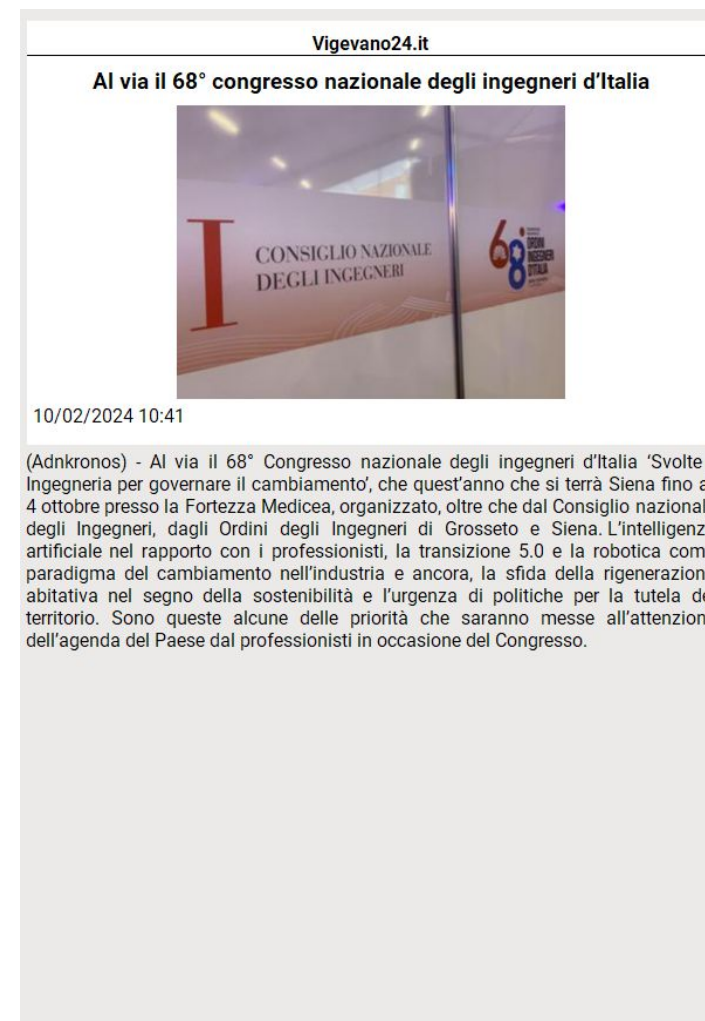 Vigevano24.it
Al via il 68° congresso nazionale degli ingegneri d’Italia
I
CONSIGLIO NAZIONALE
DEGLI INGEGNERI
68
ORDINI
INGEGNERI
D'ITALIA
10/02/2024 10:41
(Adnkronos) - Al via il 68° Congresso nazionale degli ingegneri d’Italia ‘Svolte
Ingegneria per governare il cambiamento’, che quest’anno che si terrà Siena fino a
4 ottobre presso la Fortezza Medicea, organizzato, oltre che dal Consiglio nazional
degli Ingegneri, dagli Ordini degli Ingegneri di Grosseto e Siena. L’intelligenz
artificiale nel rapporto con i professionisti, la transizione 5.0 e la robotica com
paradigma del cambiamento nell’industria e ancora, la sfida della rigenerazion
abitativa nel segno della sostenibilità e l’urgenza di politiche per la tutela de
territorio. Sono queste alcune delle priorità che saranno messe all’attenzion
dell’agenda del Paese dal professionisti in occasione del Congresso.